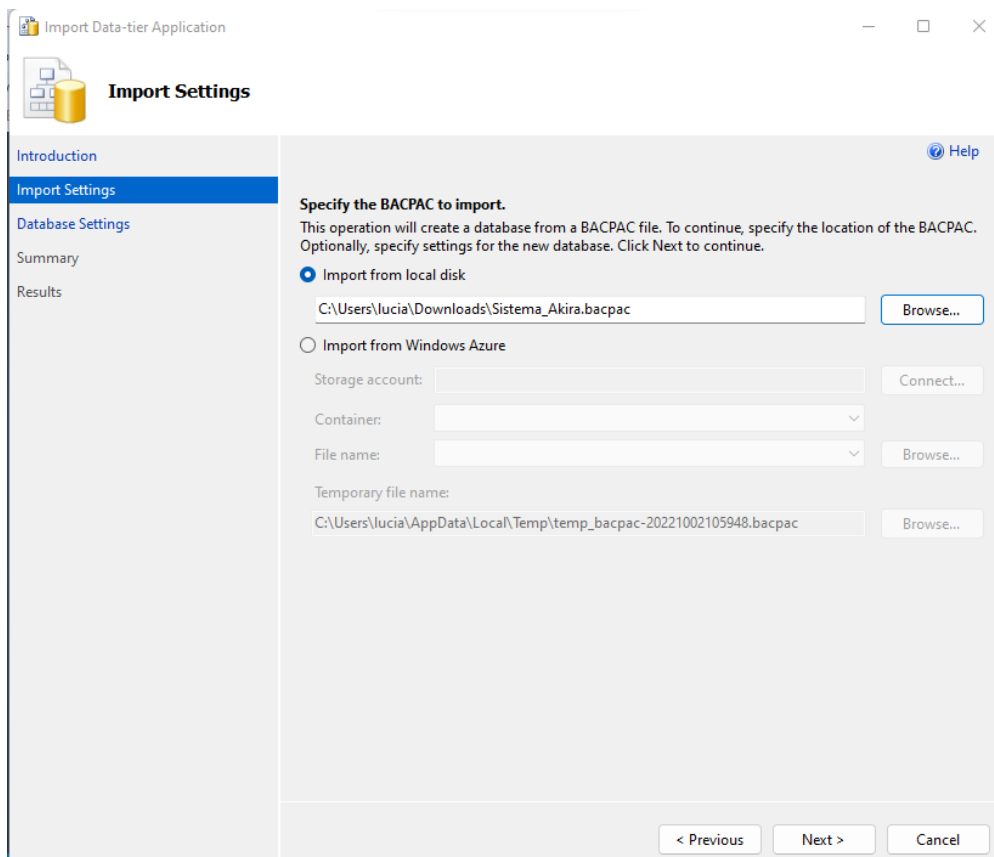 Import Data-tier Application
Import Settings
Introduction
Import Settings
Database Settings
Summary
Results
Help
Specify the BACPAC to import.
This operation will create a database from a BACPAC file. To continue, specify the location of the BACPAC.
Optionally, specify settings for the new database. Click Next to continue.
Import from local disk
C:\Users\lucia\Downloads\Sistema_Akira.bacpac Browse...
Import from Windows Azure
Storage account: Connect...
Container:
File name: Browse...
Temporary file name:
C:\Users\lucia\AppData\Local\Temp\temp_bacpac-20221002105948.bacpac Browse...
< Previous Next > Cancel